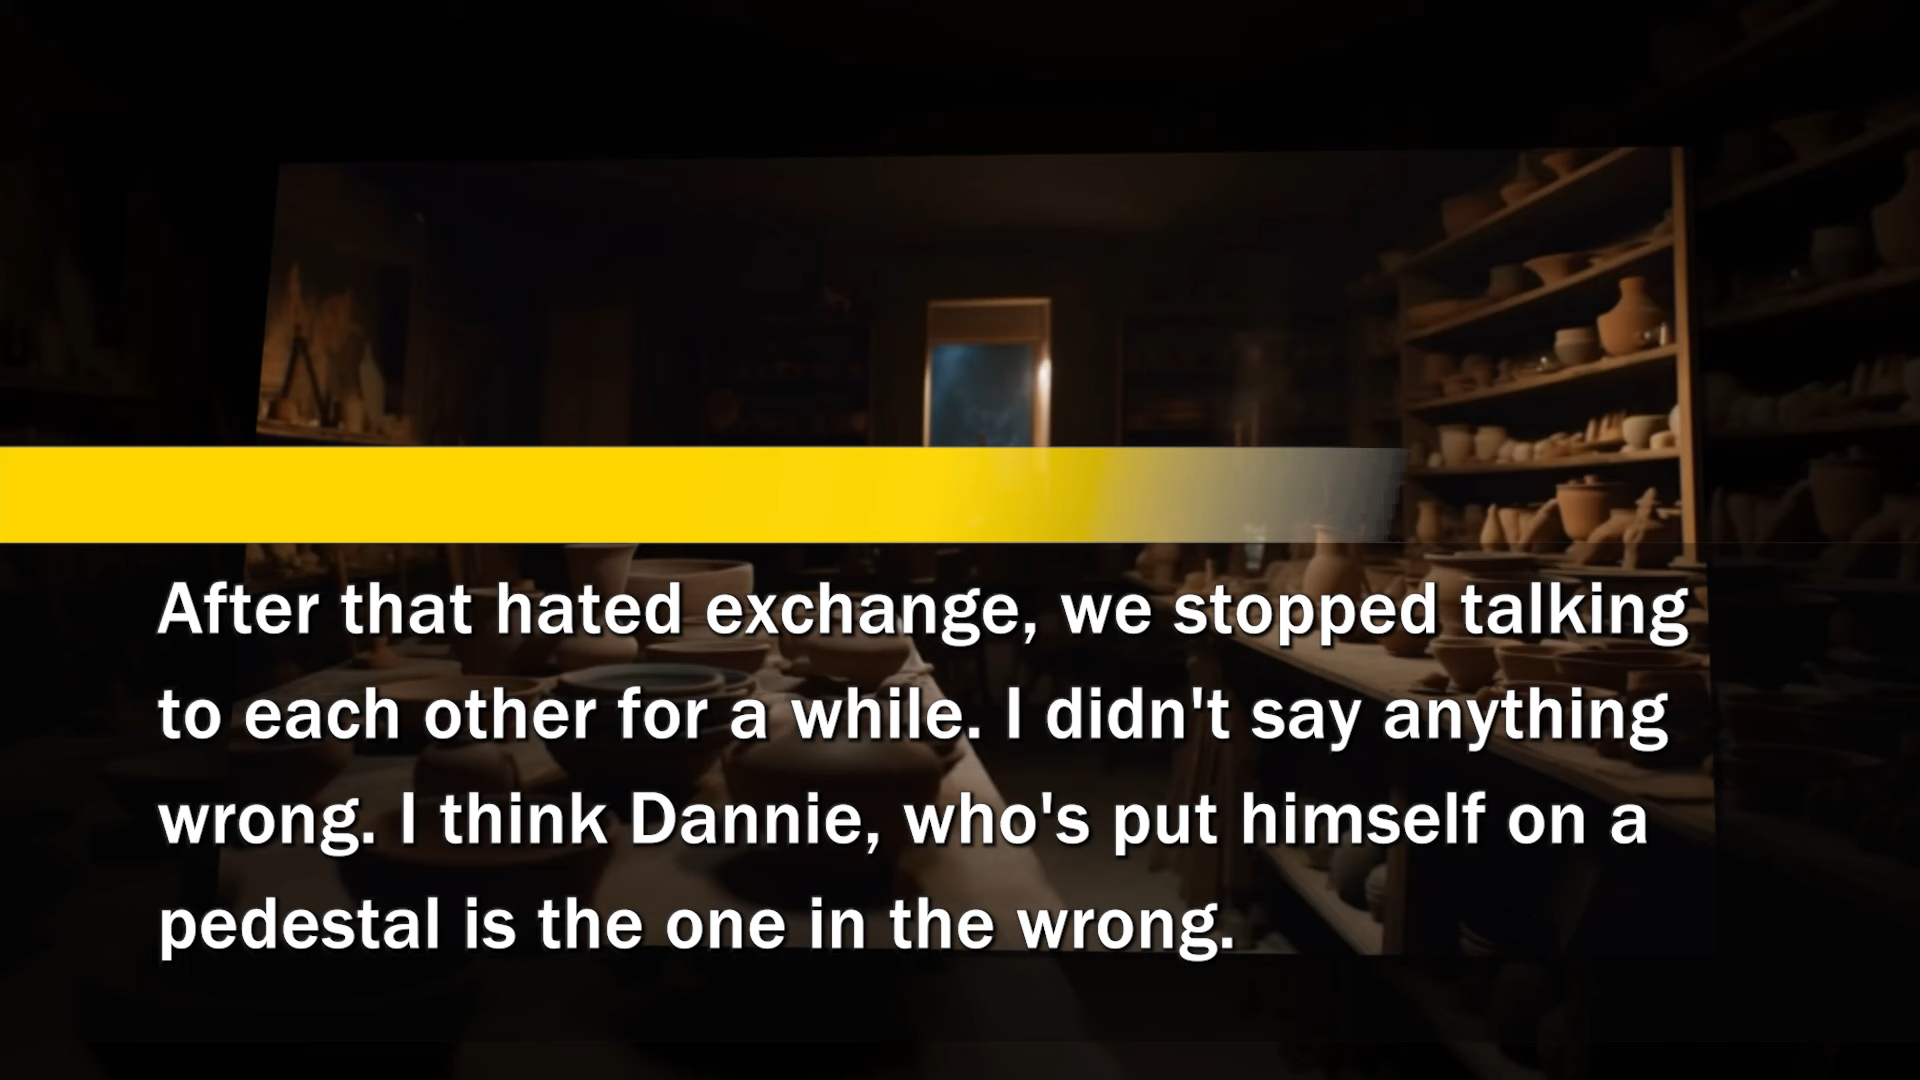 After that hated exchange, we stopped talking
to each other for a while. I didn't say anything
wrong. I think Dannie, who's put himself on a
pedestal is the one in the wrong.